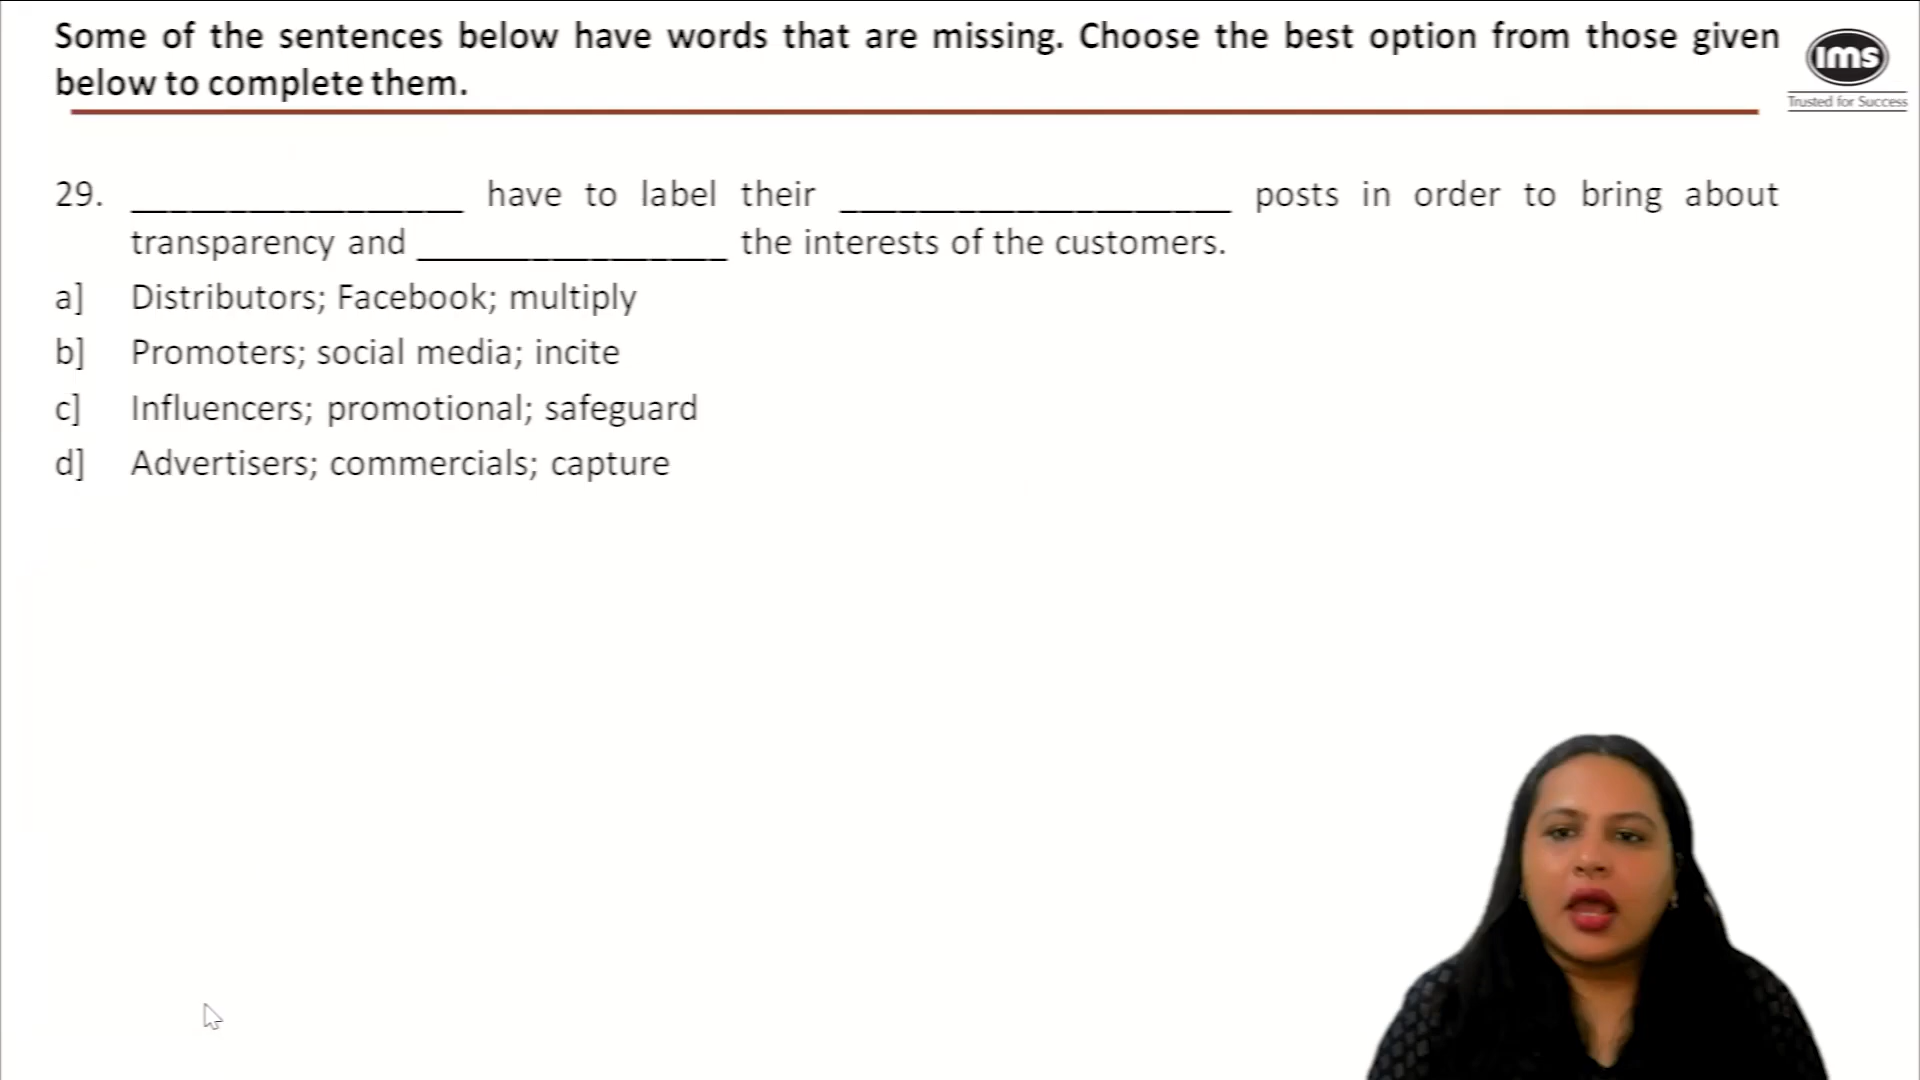 Some of the sentences below have words that are missing. Choose the best option from those given
below to complete them.
ims
Trusted for Success
29. ________________ have to label their ___________________ posts in order to bring about
transparency and _______________ the interests of the customers.
a] Distributors; Facebook; multiply
b] Promoters; social media; incite
c] Influencers; promotional; safeguard
d] Advertisers; commercials; capture